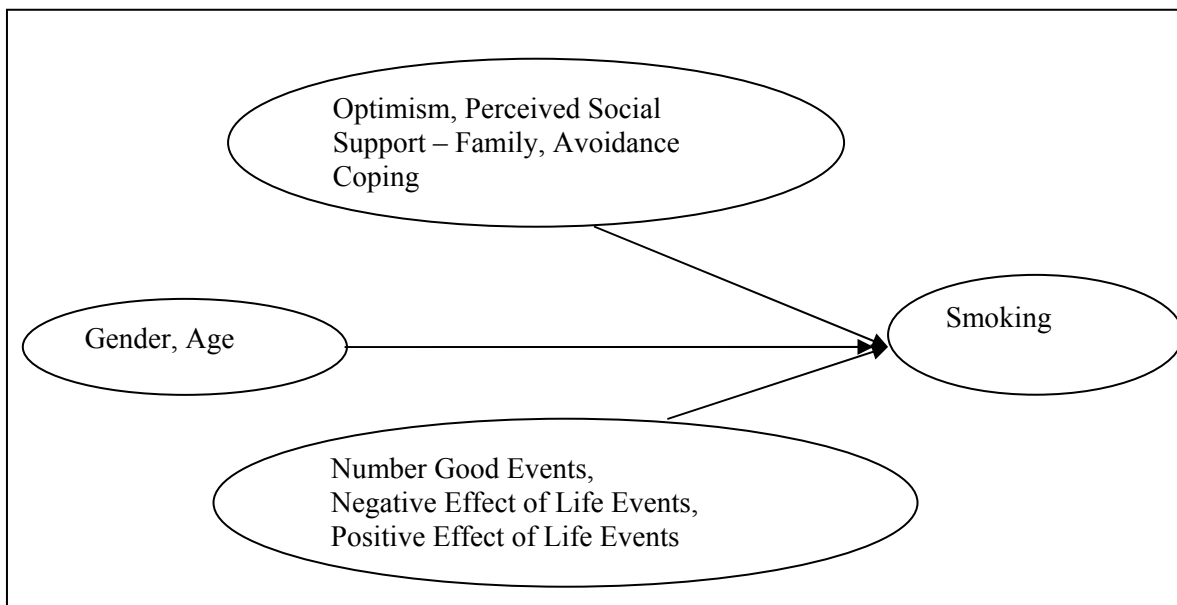 Optimism, Perceived Social
Support – Family, Avoidance
Coping
Smoking
Gender, Age
Number Good Events,
Negative Effect of Life Events,
Positive Effect of Life Events